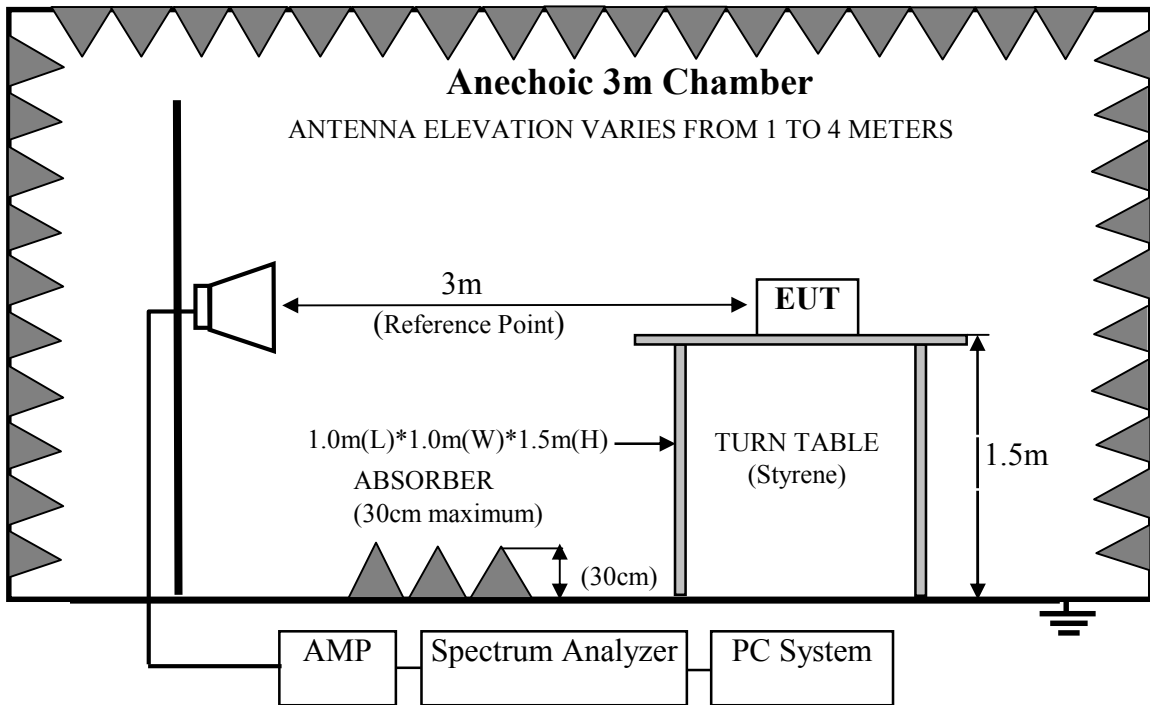 Anechoic 3m Chamber
ANTENNA ELEVATION VARIES FROM 1 TO 4 METERS
3m
(Reference Point)
EUT
1.0m(L)*1.0m(W)*1.5m(H)
ABSORBER
(30cm maximum)
(30cm)
TURN TABLE
(Styrene)
1.5m
AMP
Spectrum Analyzer
PC System